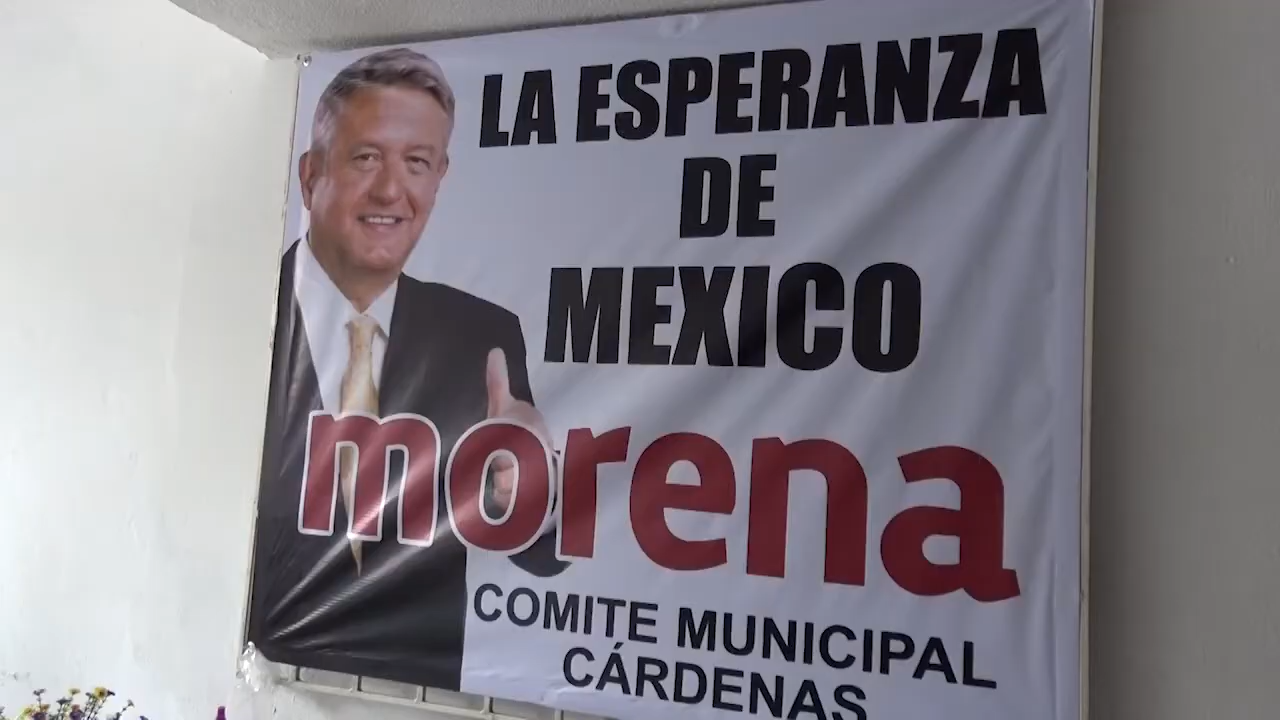 LA ESPERANZA
DE
MEXICO
morena
COMITE MUNICIPAL
CÁRDENAS